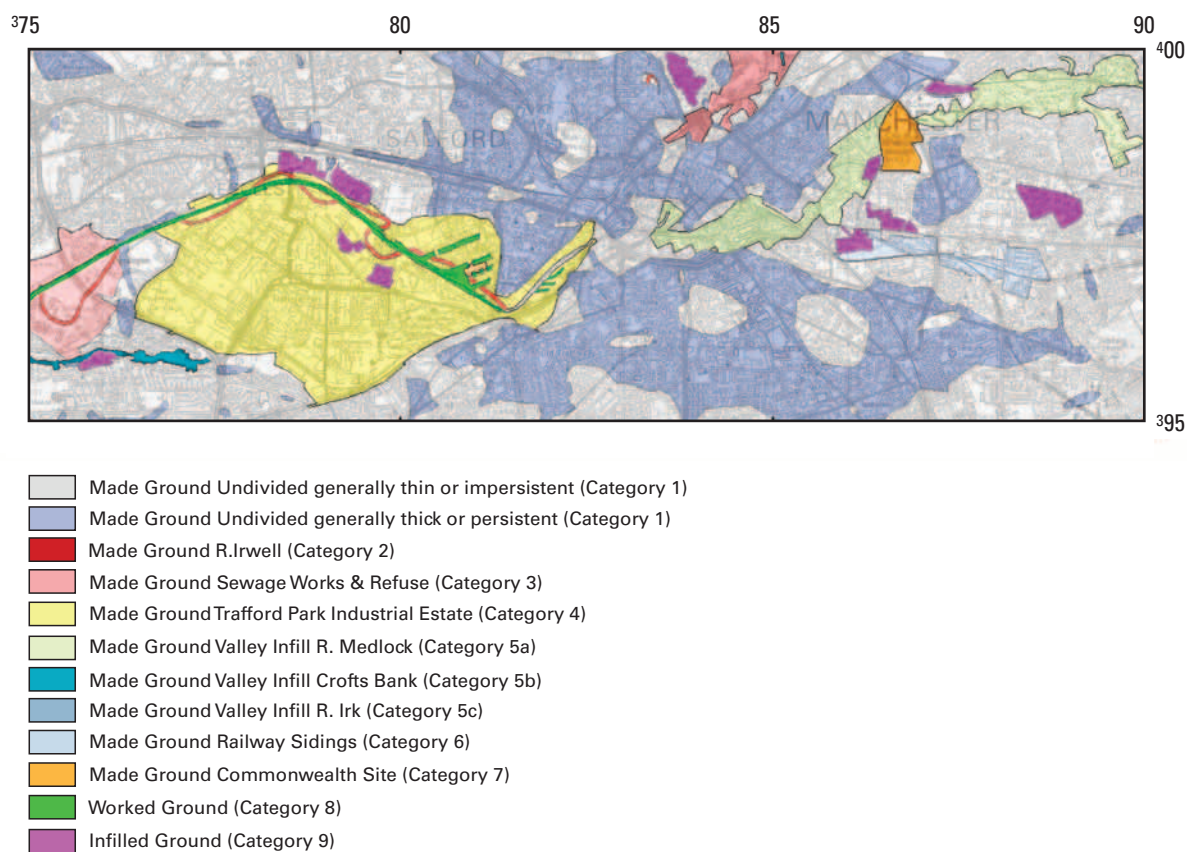 375 80 85 90
400
SALFORD
MANCHESTER
395
Made Ground Undivided generally thin or impersistent (Category 1)
Made Ground Undivided generally thick or persistent (Category 1)
Made Ground R.Irwell (Category 2)
Made Ground Sewage Works & Refuse (Category 3)
Made Ground Trafford Park Industrial Estate (Category 4)
Made Ground Valley Infill R. Medlock (Category 5a)
Made Ground Valley Infill Crofts Bank (Category 5b)
Made Ground Valley Infill R. Irk (Category 5c)
Made Ground Railway Sidings (Category 6)
Made Ground Commonwealth Site (Category 7)
Worked Ground (Category 8)
Infilled Ground (Category 9)